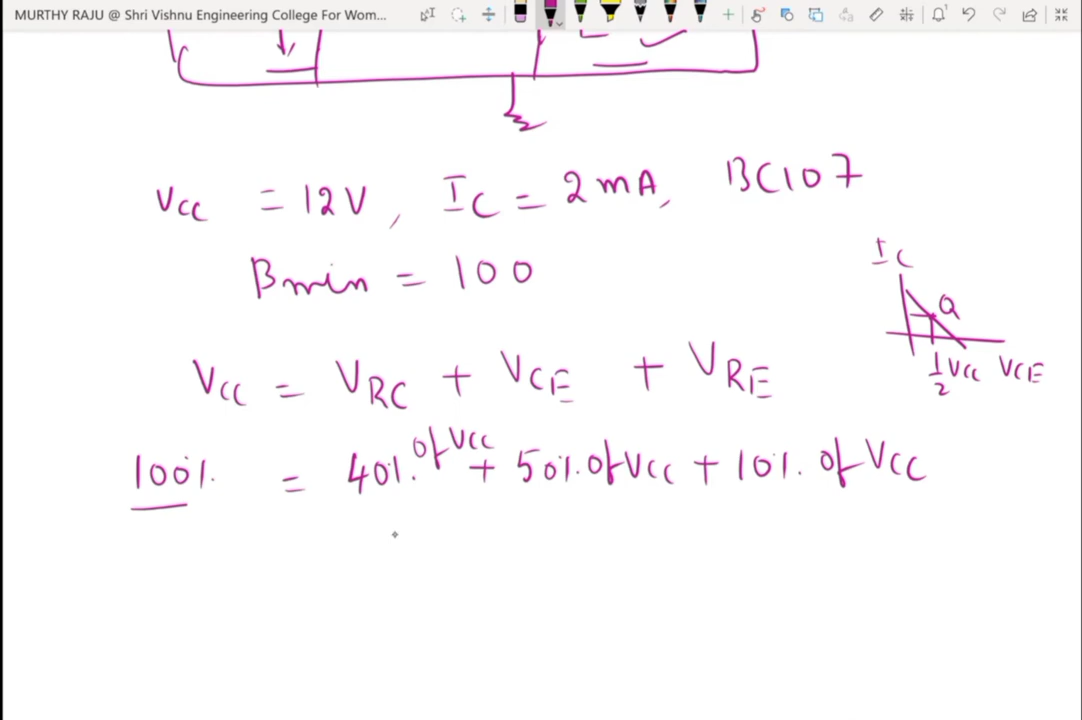 MURTHY RAJU @ Shri Vishnu Engineering College For Wom...
VCC = 12V, IC = 2mA, BC107
Bmin = 100
IC
Q
1/2 VCC VCE
VCC = VRC + VCE + VRE
100% = 40% of VCC + 50% of VCC + 10% of VCC